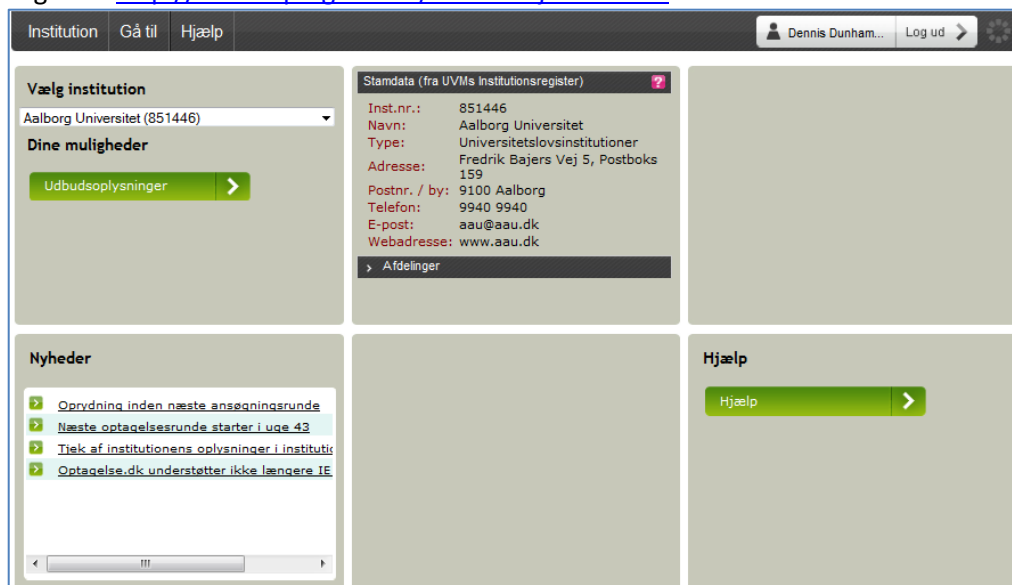 Institution Gå til Hjælp
Dennis Dunham... Log ud
Vælg institution
Aalborg Universitet (851446)
Dine muligheder
Udbudsoplysninger
Stamdata (fra UVMs Institutionsregister) ?
Inst.nr.: 851446
Navn: Aalborg Universitet
Type: Universitetslovsinstitutioner
Adresse: Fredrik Bajers Vej 5, Postboks
159
Postnr. / by: 9100 Aalborg
Telefon: 9940 9940
E-post: aau@aau.dk
Webadresse: www.aau.dk
Afdelinger
Nyheder
Oprydning inden næste ansøgningsrunde
Næste optagelsesrunde starter i uge 43
Tjek af institutionens oplysninger i institutic
Optagelse.dk understøtter ikke længere IE
Hjælp
Hjælp